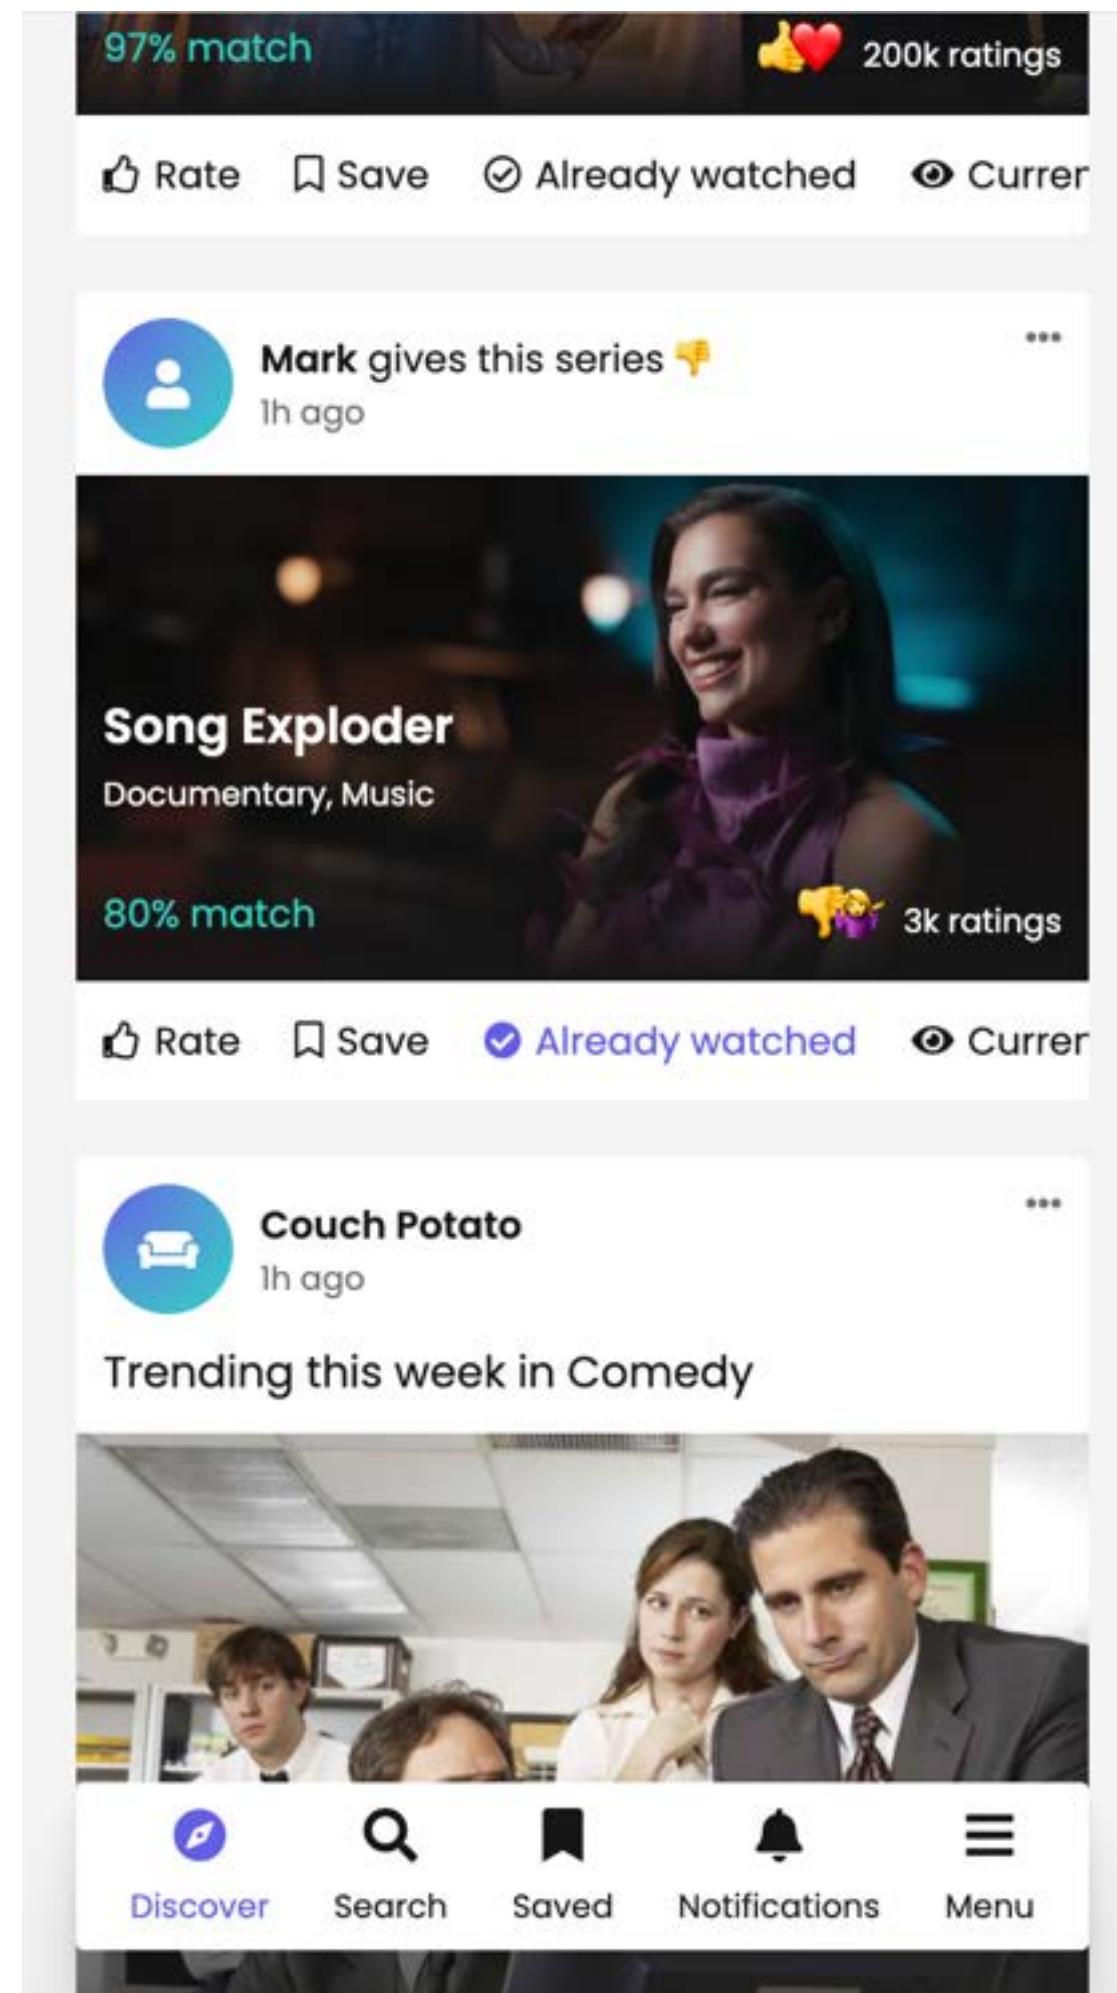 97% match
200k ratings
Rate
Save
Already watched
Curren
Mark gives this series
1h ago
Song Exploder
Documentary, Music
80% match
3k ratings
Rate
Save
Already watched
Curren
Couch Potato
1h ago
Trending this week in Comedy
Discover
Search
Saved
Notifications
Menu